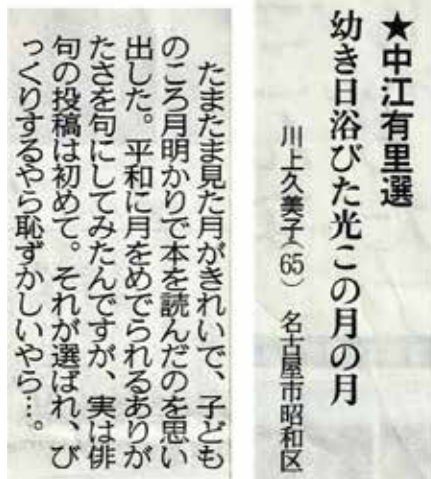 ★中江有里選
幼き日浴びた光この月の月
川上久美子(65) 名古屋市昭和区
たまたま見た月がきれいで、子ども
のころ月明かりで本を読んだのを思い
出した。平和に月をめでられるありが
たさを句にしてみたんですが、実は俳
句の投稿は初めて。それが選ばれ、び
っくりするやら恥ずかしいやら…。